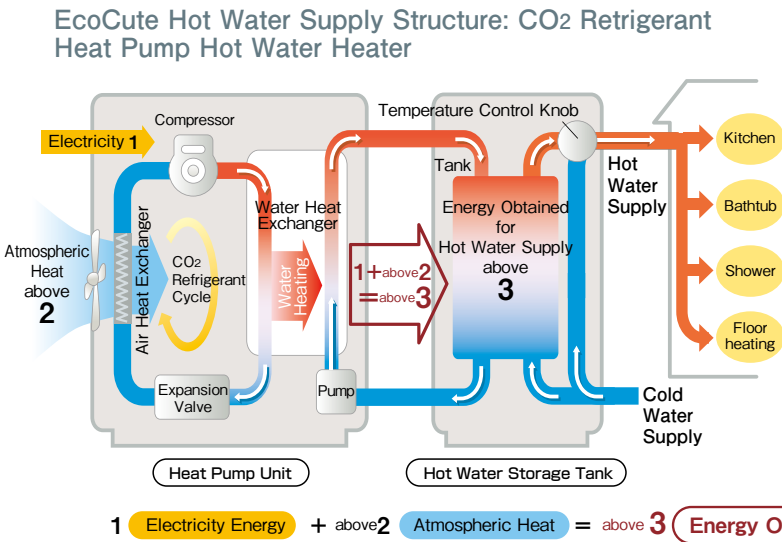 EcoCute Hot Water Supply Structure: CO2 Retrigerant
Heat Pump Hot Water Heater
Compressor
Electricity 1
Temperature Control Knob
Tank
Hot
Water
Supply
Kitchen
Bathtub
Shower
Floor
heating
Atmospheric
Heat
above
2
Air Heat Exchanger
CO2
Refrigerant
Cycle
Water Heat
Exchanger
Water
Heating
1+above2
=above3
Energy Obtained
for
Hot Water Supply
above
3
Expansion
Valve
Pump
Cold
Water
Supply
Heat Pump Unit
Hot Water Storage Tank
1 Electricity Energy + above2 Atmospheric Heat = above 3 Energy O